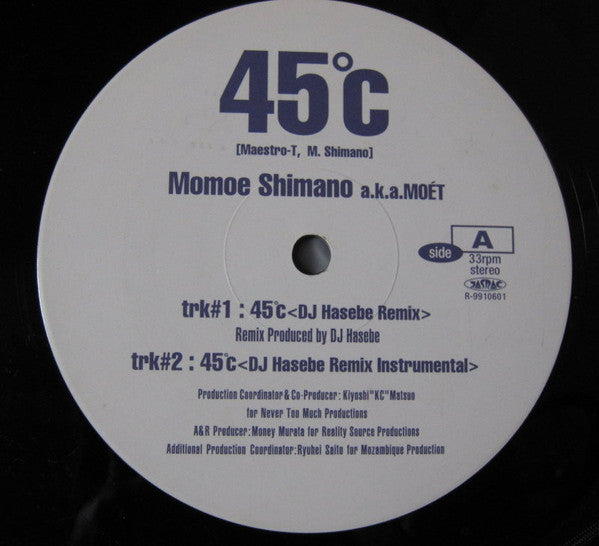 45℃
[Maestro-T, M. Shimano]
Momoe Shimano a.k.a.MOÉT
side A
33rpm
stereo
JASRAC
R-9910601
trk#1 : 45℃<DJ Hasebe Remix>
Remix Produced by DJ Hasebe
trk#2 : 45℃<DJ Hasebe Remix Instrumental>
Production Coordinator & Co-Producer : Kiyoshi"KC"Matsuo
for Never Too Much Productions
A&R Producer:Money Murata for Reality Source Productions
Additional Production Coordinator:Ryuhei Saito for Mozambique Production